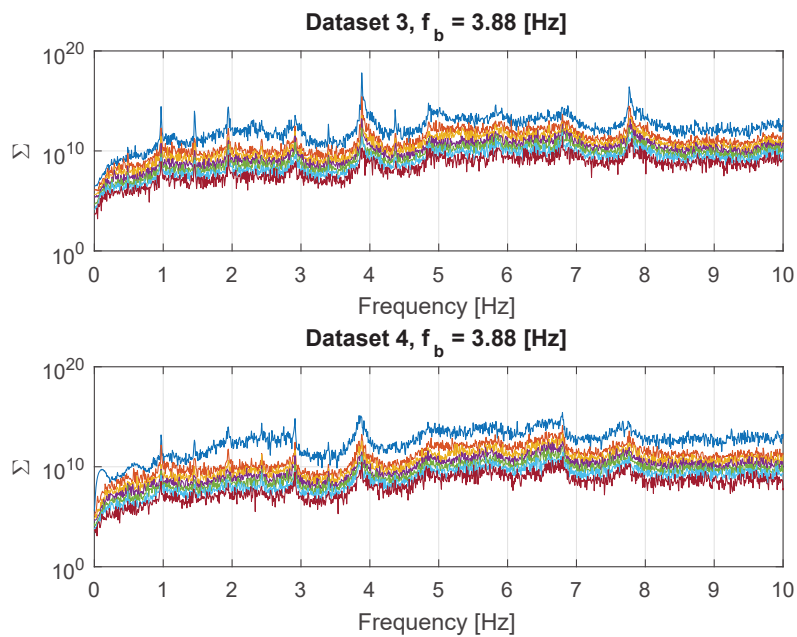 Dataset 3, f_b = 3.88 [Hz]
10^20
10^10
10^0
Σ
0 1 2 3 4 5 6 7 8 9 10
Frequency [Hz]
Dataset 4, f_b = 3.88 [Hz]
10^20
10^10
10^0
Σ
0 1 2 3 4 5 6 7 8 9 10
Frequency [Hz]